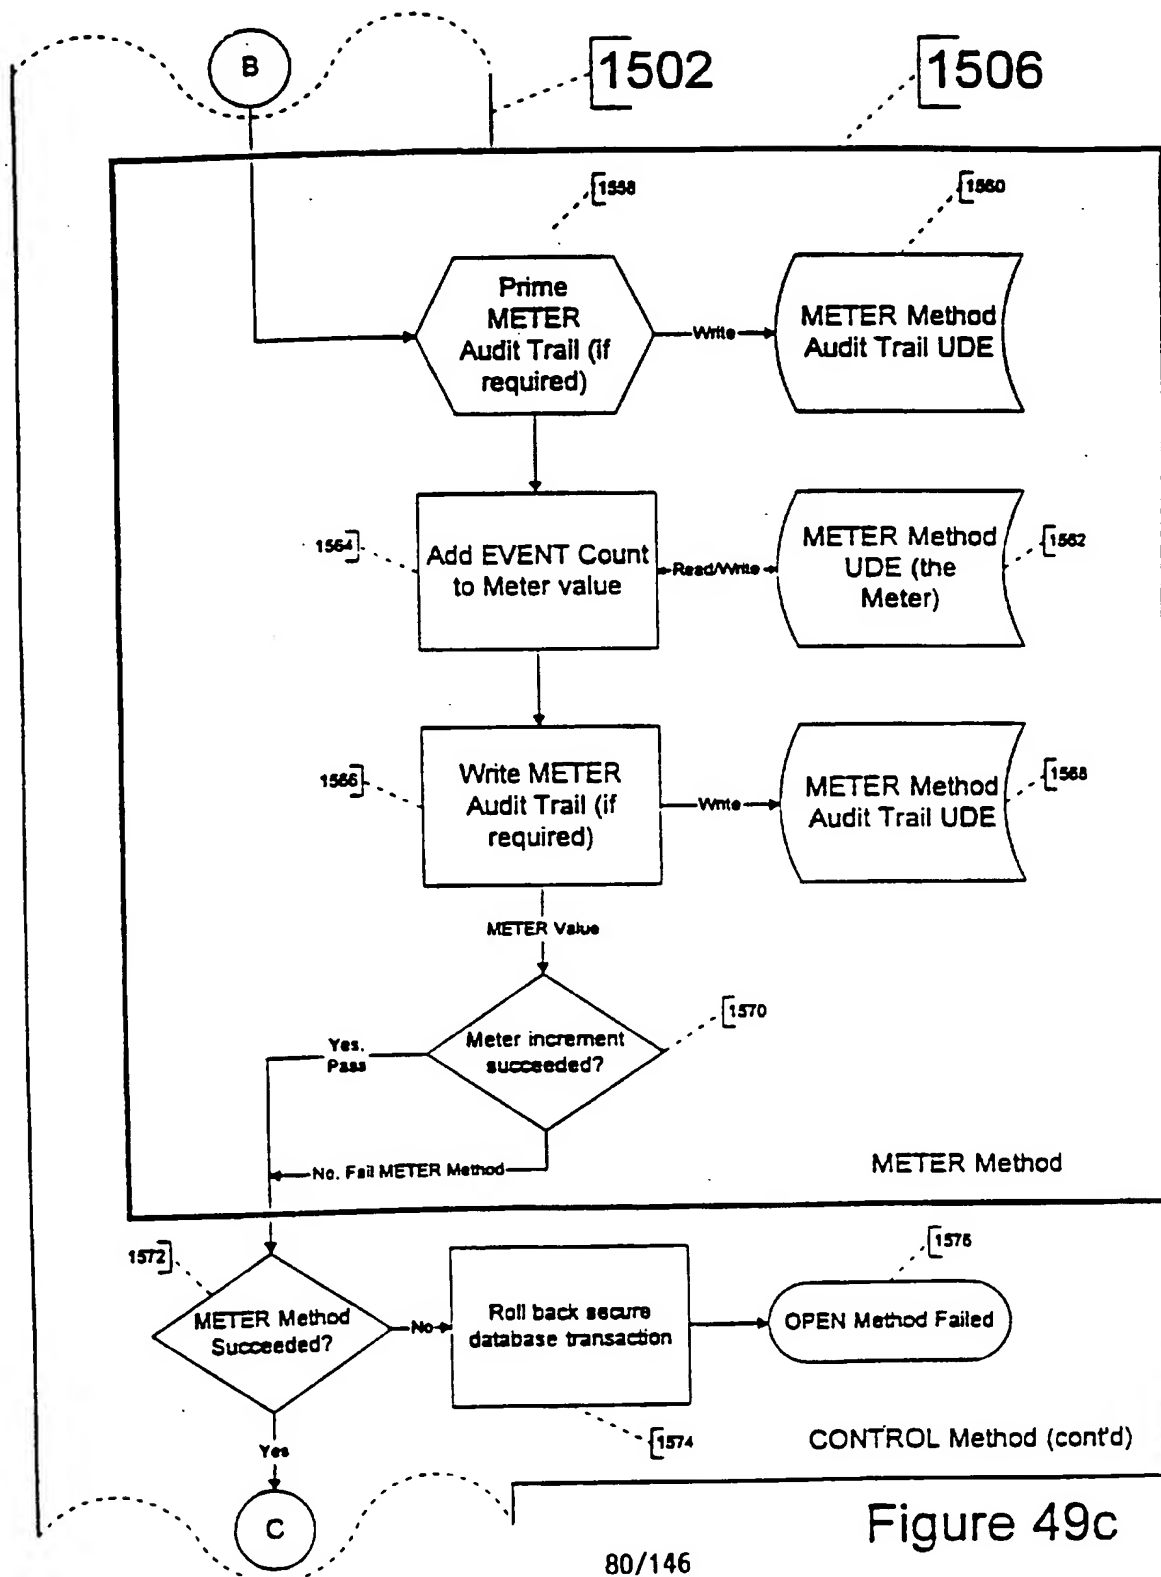 B
1502
1506
1558
1560
Prime
METER
Audit Trail (if
required)
Write
METER Method
Audit Trail UDE
1564
Add EVENT Count
to Meter value
Read/Write
METER Method
UDE (the
Meter)
1562
1566
Write METER
Audit Trail (if
required)
Write
METER Method
Audit Trail UDE
1568
METER Value
Meter increment
succeeded?
1570
Yes.
Pass
No. Fail METER Method
METER Method
1572
METER Method
Succeeded?
No
Roll back secure
database transaction
1574
OPEN Method Failed
1576
Yes
CONTROL Method (cont'd)
C
Figure 49c
80/146